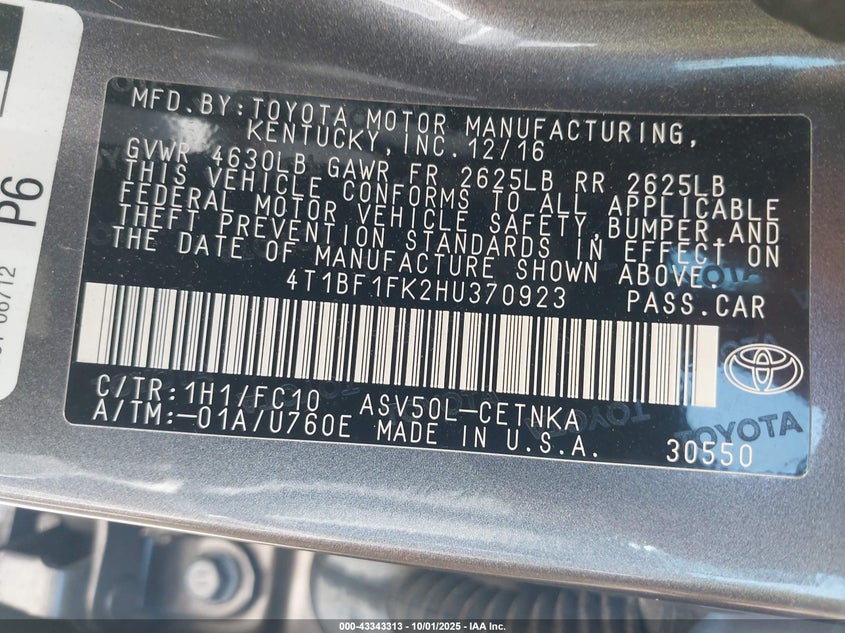 MFD.BY:TOYOTA MOTOR MANUFACTURING,
KENTUCKY, INC. 12/16
GVWR 4630LB GAWR FR 2625LB RR 2625LB
THIS VEHICLE CONFORMS TO ALL APPLICABLE
FEDERAL MOTOR VEHICLE SAFETY, BUMPER, AND
THEFT PREVENTION STANDARDS IN EFFECT ON
THE DATE OF MANUFACTURE SHOWN ABOVE.
4T1BF1FK2HU370923 PASS.CAR
C/TR:1H1/FC10 ASV50L-CETNKA
A/TM:-01A/U760E MADE IN U.S.A. 30550
TOYOTA
P6
06/12
000-43343313 - 10/01/2025 - IAA Inc.